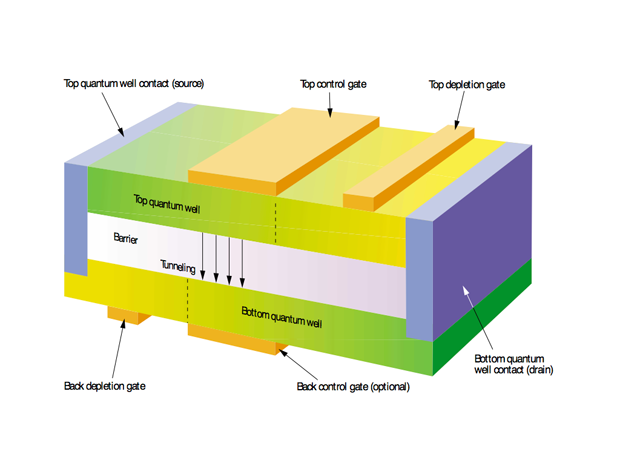 Top quantum well contact (source)
Top control gate
Top depletion gate
Top quantum well
Barrier
Tunneling
Bottom quantum well
Bottom quantum
well contact (drain)
Back depletion gate
Back control gate (optional)